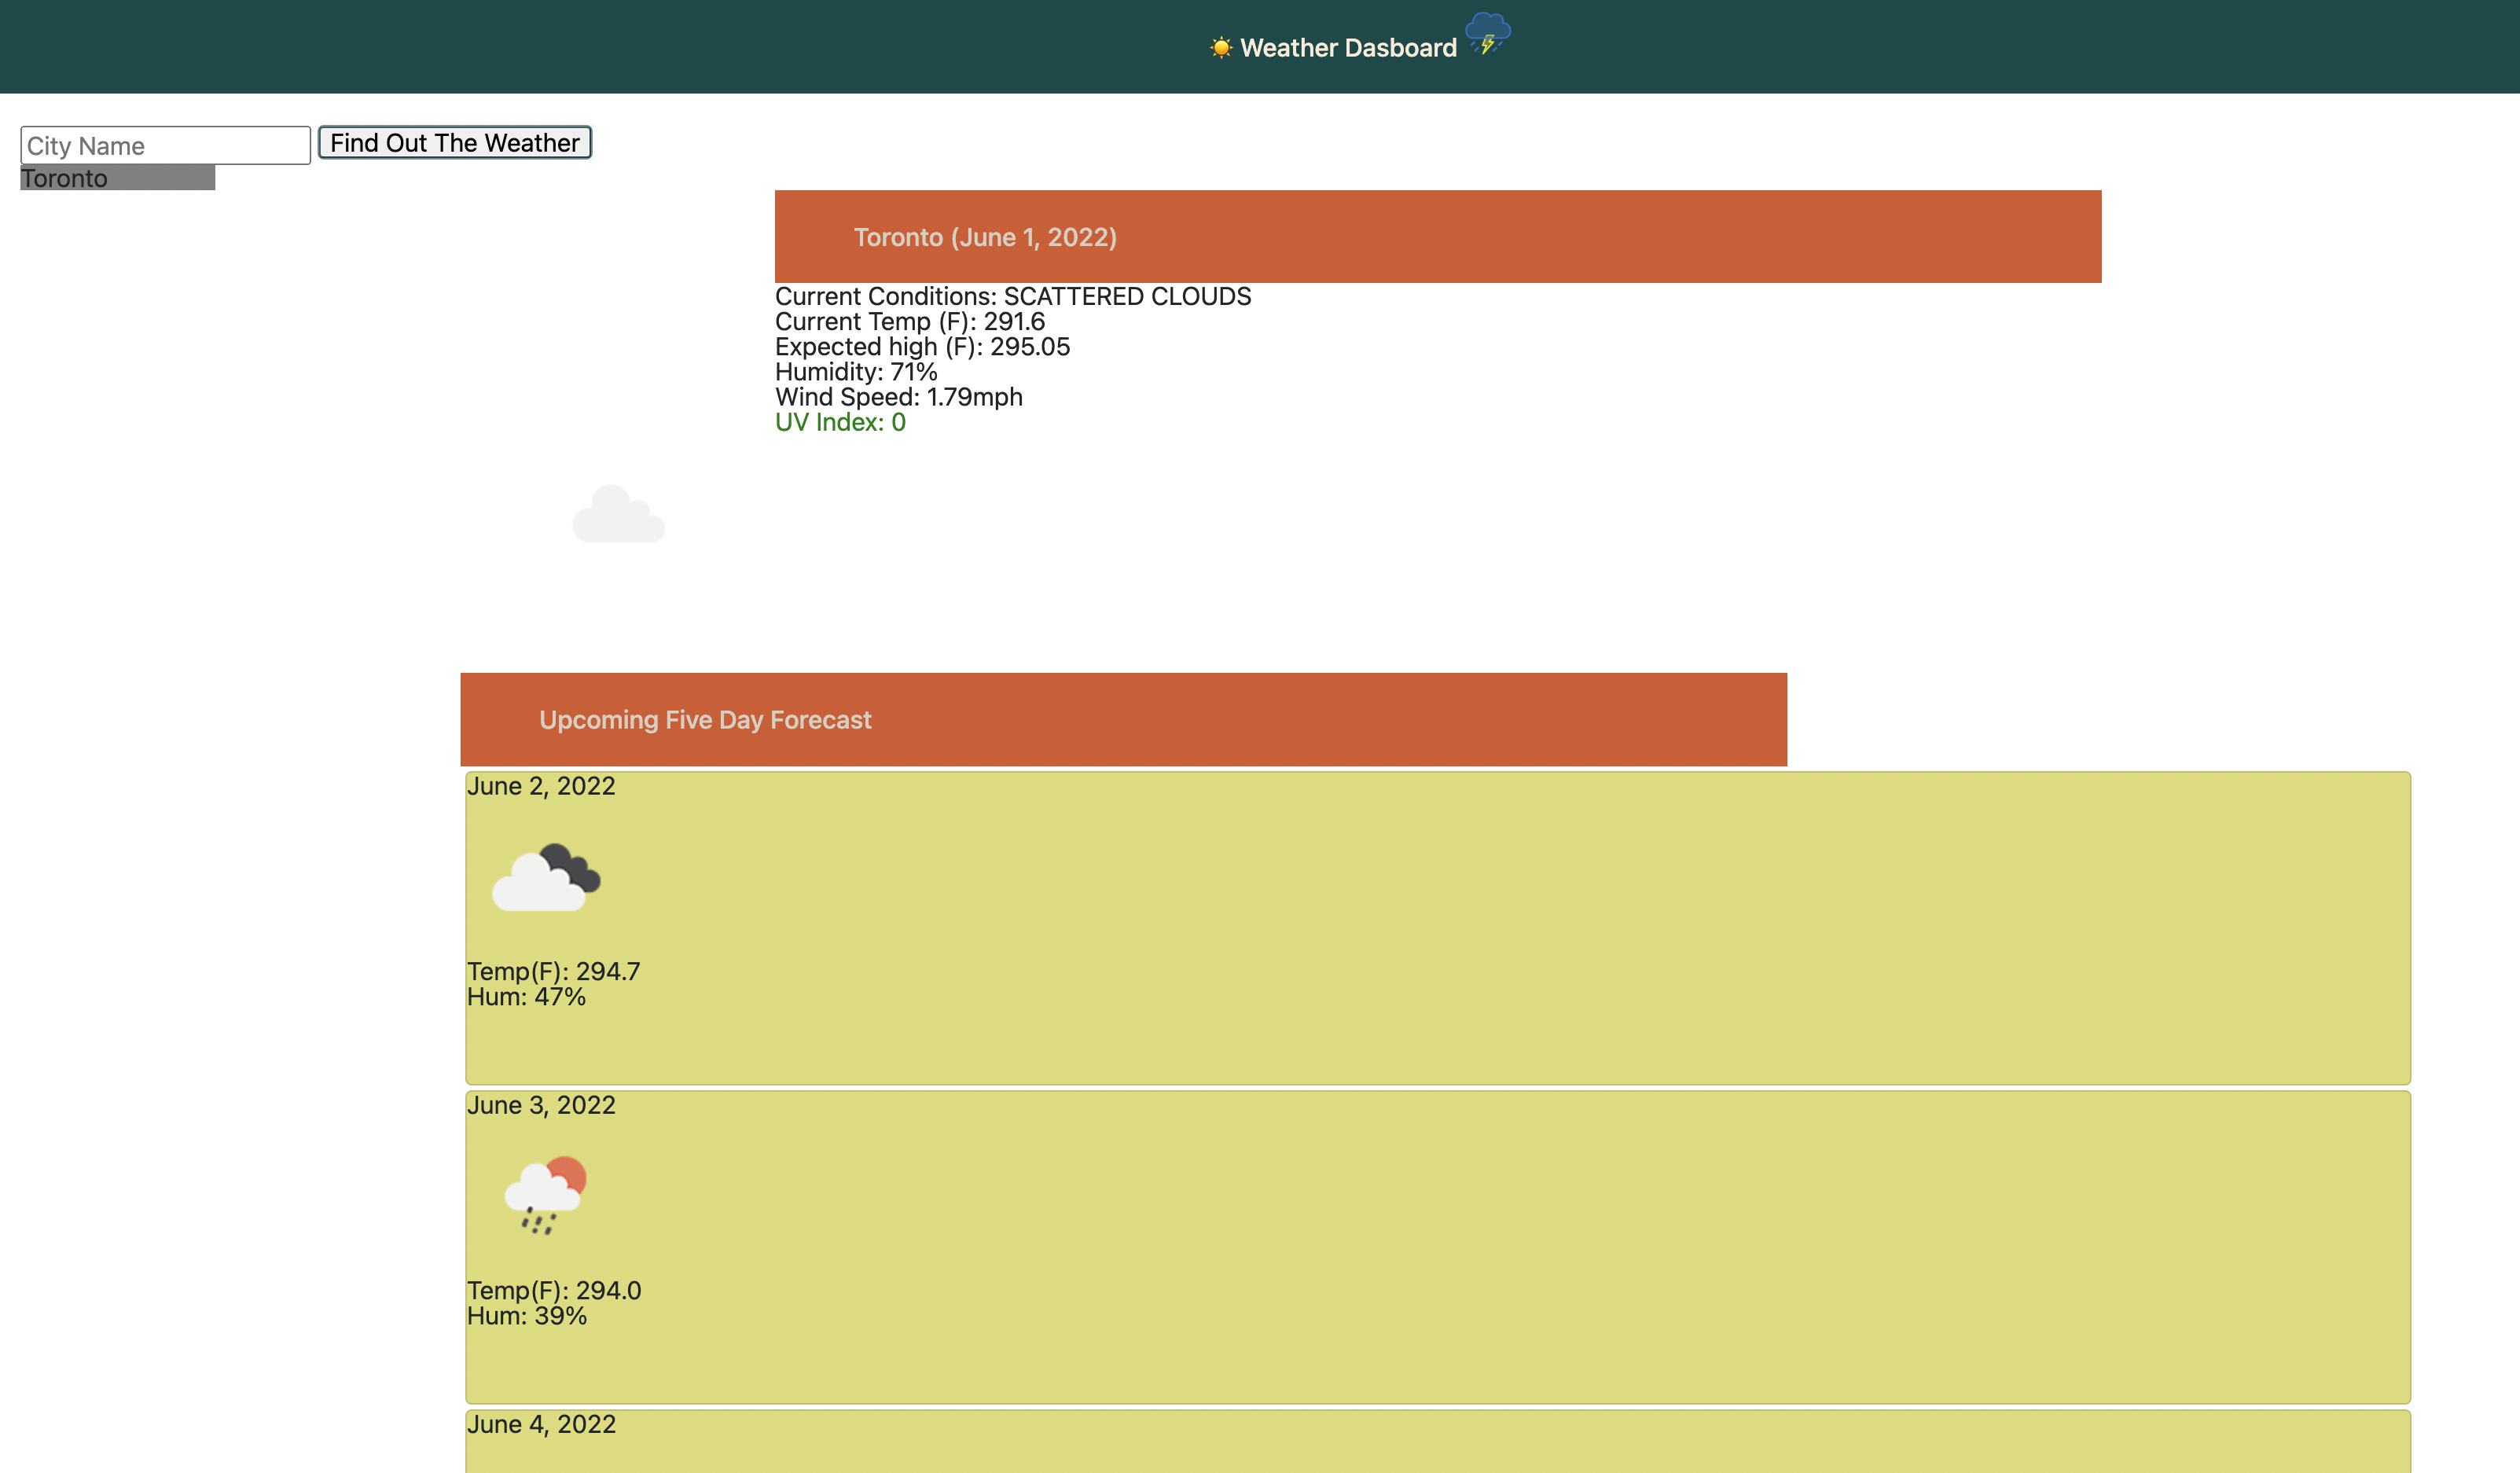 Weather Dasboard
City Name
Find Out The Weather
Toronto
Toronto (June 1, 2022)
Current Conditions: SCATTERED CLOUDS
Current Temp (F): 291.6
Expected high (F): 295.05
Humidity: 71%
Wind Speed: 1.79mph
UV Index: 0
Upcoming Five Day Forecast
June 2, 2022
Temp(F): 294.7
Hum: 47%
June 3, 2022
Temp(F): 294.0
Hum: 39%
June 4, 2022